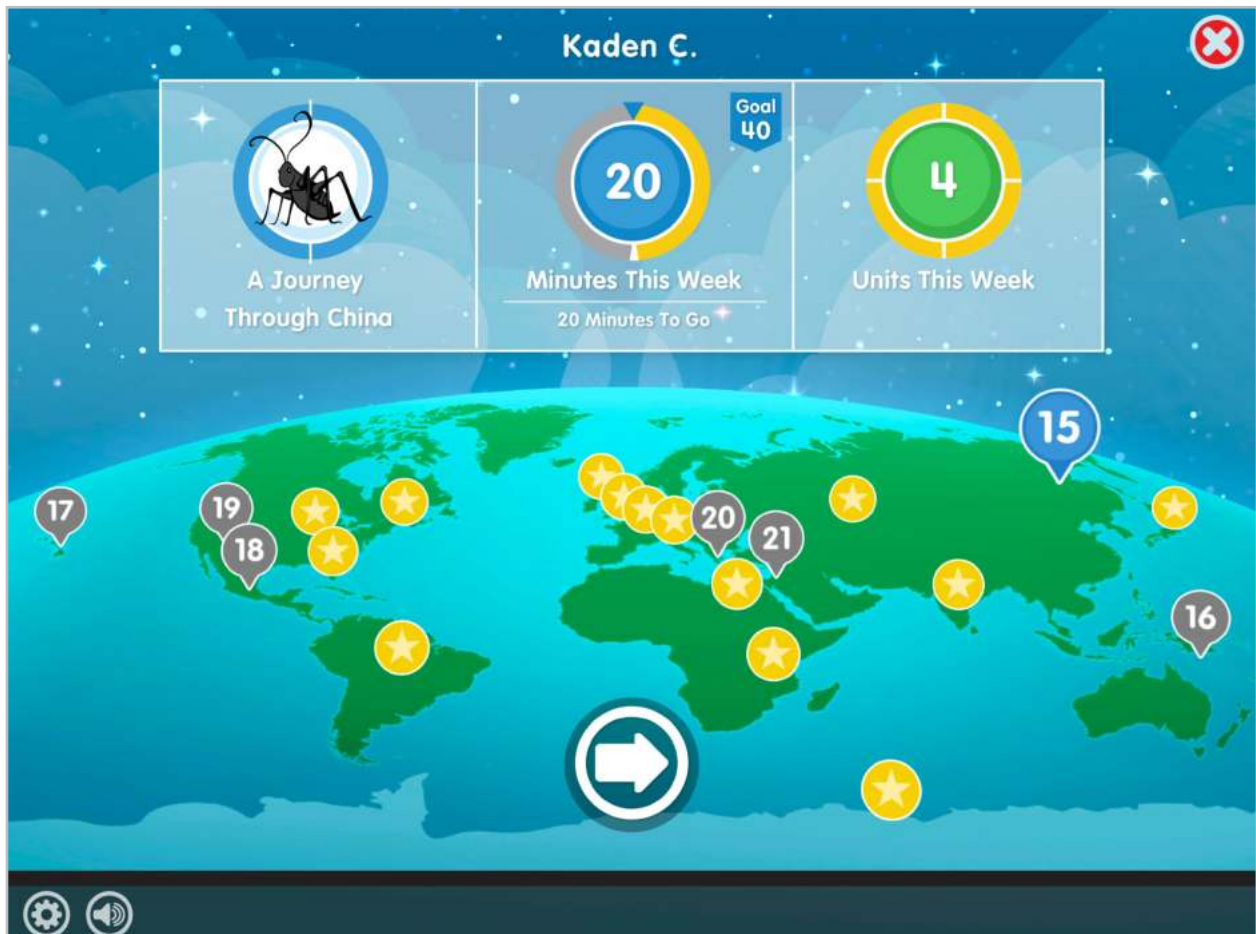 Kaden C.
A Journey
Through China
20
Goal
40
Minutes This Week
20 Minutes To Go
4
Units This Week
15
17
19
18
20
21
16